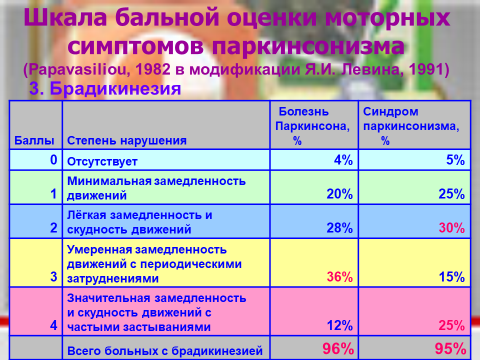 Шкала бальной оценки моторных
симптомов паркинсонизма
(Papavasiliou, 1982 в модификации Я.И. Левина, 1991)
3. Брадикинезия
Баллы Степень нарушения Болезнь Паркинсона, % Синдром паркинсонизма, %
0 Отсутствует 4% 5%
1 Минимальная замедленность движений 20% 25%
2 Лёгкая замедленность и скудность движений 28% 30%
3 Умеренная замедленность движений с периодическими затруднениями 36% 15%
4 Значительная замедленность и скудность движений с частыми застываниями 12% 25%
Всего больных с брадикинезией 96% 95%